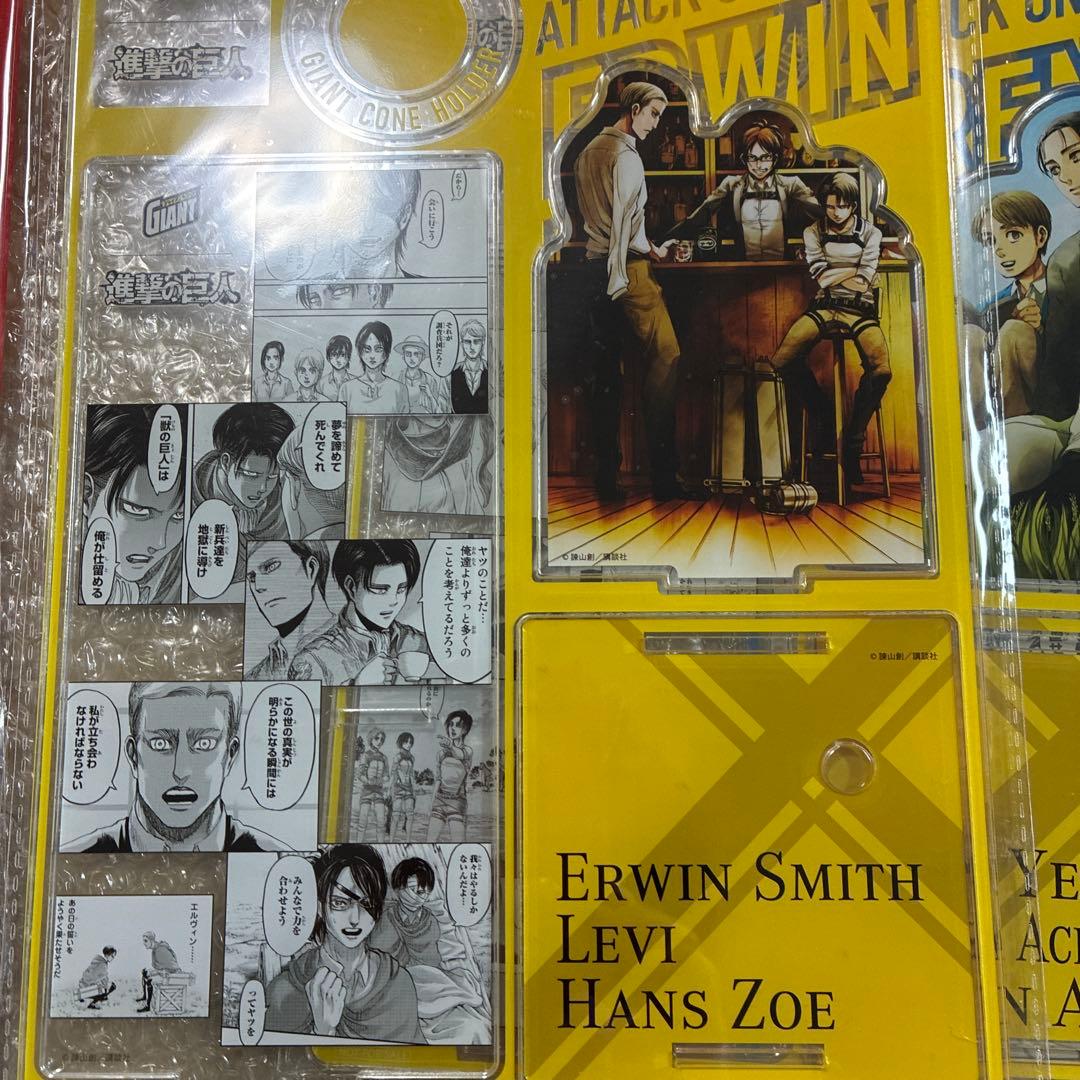 進撃の巨人
GIANT CONE-HOLDER
ATTACK
ERWIN
CK ON
GIANT
進撃の巨人
だから…
会いに行こう
それが
調査兵団だろ?
夢を諦めて
死んでくれ
新兵達を
地獄に導け
「獣の巨人」は
俺が仕留める
ヤツのことだ…
俺達よりずっと多くの
ことを考えてるだろう
この世の真実が
明らかになる瞬間には
私が立ち会わ
なければならない
我々はやるしか
ないんだよ…
みんなで力を
合わせよう
ってヤツを
エルヴィン……
あの日の誓いを
ようやく果たせそうだ
©諫山創/講談社
©諫山創/講談社
©諫山創/講談社
ERWIN SMITH
LEVI
HANS ZOE
YE
N A